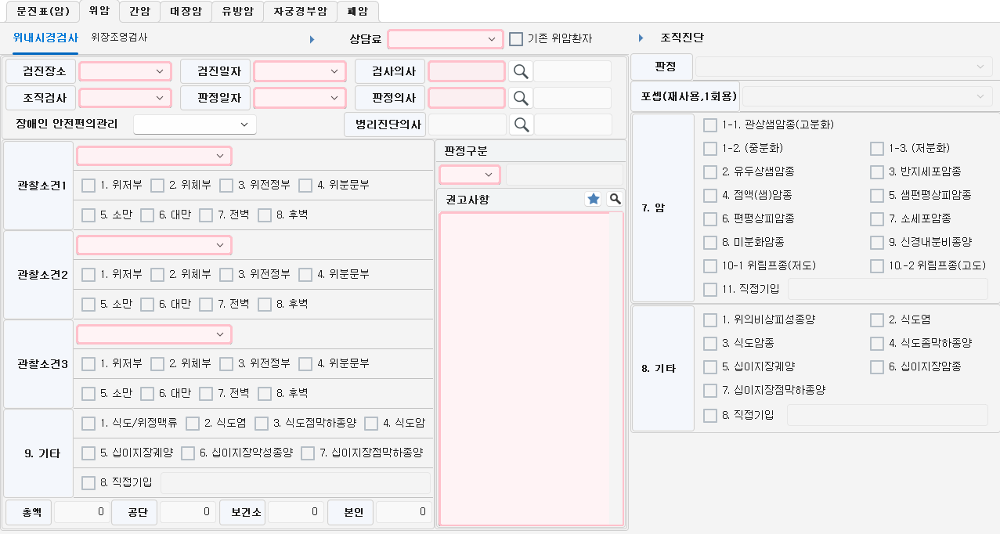 문진표(암) 위암 간암 대장암 유방암 자궁경부암 폐암
위내시경검사 위장조영검사 상담료 기존 위암환자 조직진단
검진장소 검진일자 검사의사
조직검사 판정일자 판정의사
장애인 안전편의관리 병리진단의사
관찰소견1
1. 위저부 2. 위체부 3. 위전정부 4. 위분문부
5. 소만 6. 대만 7. 전벽 8. 후벽
관찰소견2
1. 위저부 2. 위체부 3. 위전정부 4. 위분문부
5. 소만 6. 대만 7. 전벽 8. 후벽
관찰소견3
1. 위저부 2. 위체부 3. 위전정부 4. 위분문부
5. 소만 6. 대만 7. 전벽 8. 후벽
9. 기타
1. 식도/위정맥류 2. 식도염 3. 식도점막하종양 4. 식도암
5. 십이지장궤양 6. 십이지장악성종양 7. 십이지장점막하종양
8. 직접기입
총액 0 공단 0 보건소 0 본인 0
판정구분
권고사항
판정
포셉(재사용,1회용)
7. 암
1-1. 관상샘암종(고분화)
1-2. (중분화) 1-3. (저분화)
2. 유두상샘암종 3. 반지세포암종
4. 점액(샘)암종 5. 샘편평상피암종
6. 편평상피암종 7. 소세포암종
8. 미분화암종 9. 신경내분비종양
10-1 위림프종(저도) 10.-2 위림프종(고도)
11. 직접기입
8. 기타
1. 위의비상피성종양 2. 식도염
3. 식도암종 4. 식도점막하종양
5. 십이지장궤양 6. 십이지장암종
7. 십이지장점막하종양
8. 직접기입